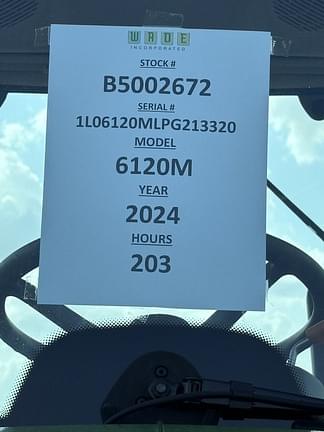 WADE
INCORPORATED
STOCK #
B5002672
SERIAL #
1L06120MLPG213320
MODEL
6120M
YEAR
2024
HOURS
203